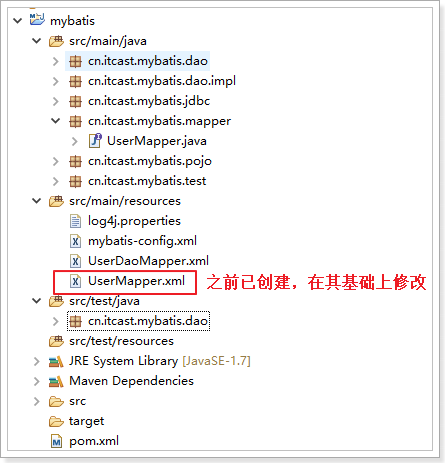 mybatis
src/main/java
cn.itcast.mybatis.dao
cn.itcast.mybatis.dao.impl
cn.itcast.mybatis.jdbc
cn.itcast.mybatis.mapper
UserMapper.java
cn.itcast.mybatis.pojo
cn.itcast.mybatis.test
src/main/resources
log4j.properties
mybatis-config.xml
UserDaoMapper.xml
UserMapper.xml 之前已创建，在其基础上修改
src/test/java
cn.itcast.mybatis.dao
src/test/resources
JRE System Library [JavaSE-1.7]
Maven Dependencies
src
target
pom.xml